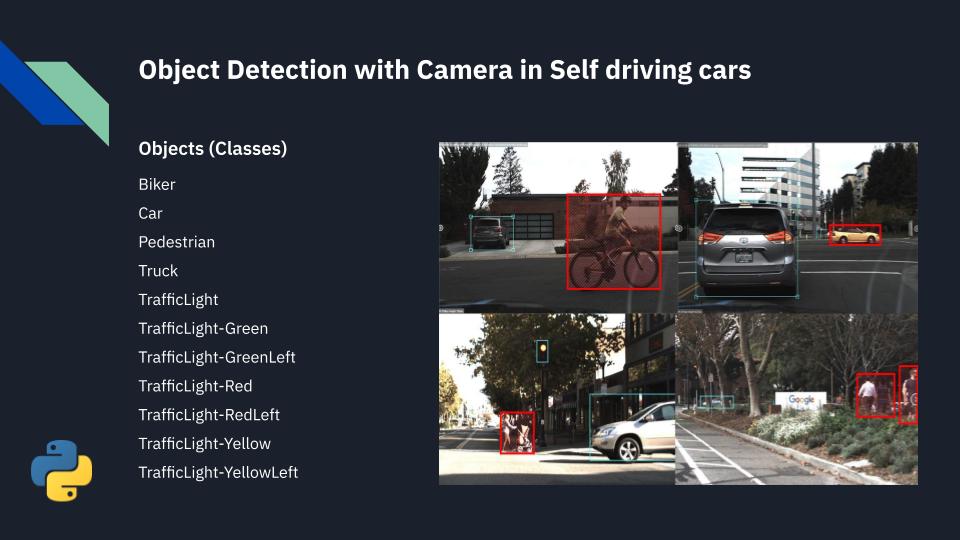 Object Detection with Camera in Self driving cars
Objects (Classes)
Biker
Car
Pedestrian
Truck
TrafficLight
TrafficLight-Green
TrafficLight-GreenLeft
TrafficLight-Red
TrafficLight-RedLeft
TrafficLight-Yellow
TrafficLight-YellowLeft
Google